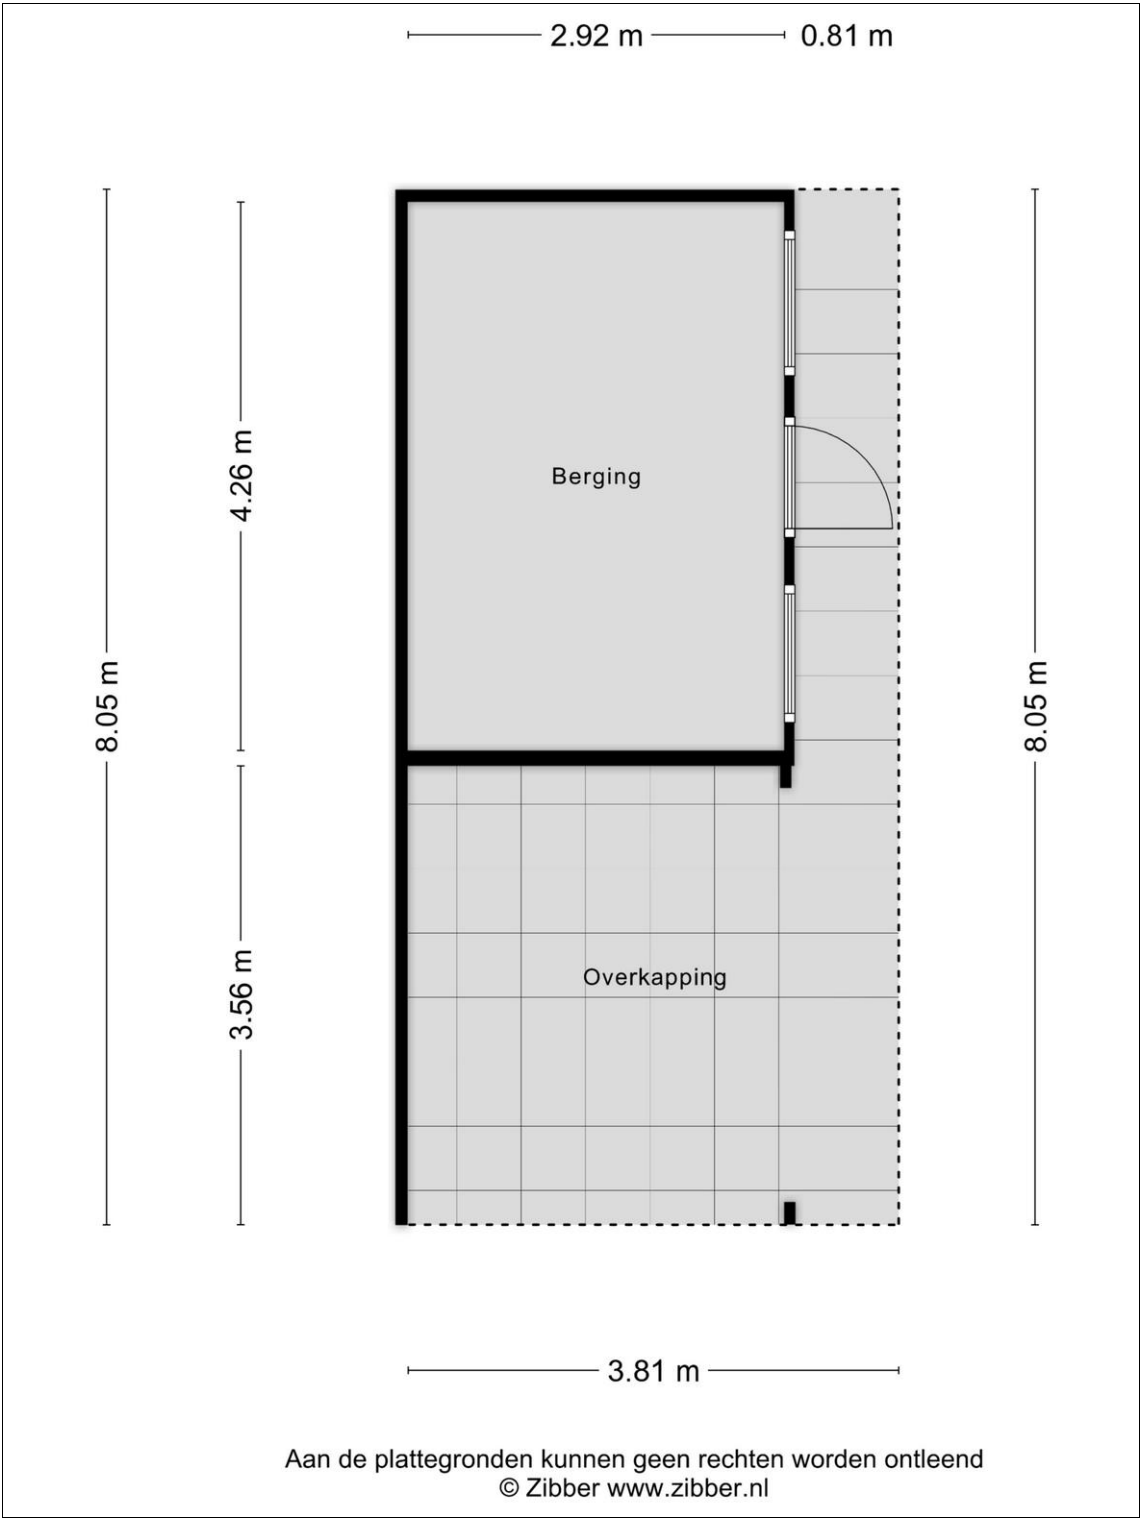 2.92 m
0.81 m
4.26 m
Berging
8.05 m
8.05 m
3.56 m
Overkapping
3.81 m
Aan de plattegronden kunnen geen rechten worden ontleend
© Zibber www.zibber.nl